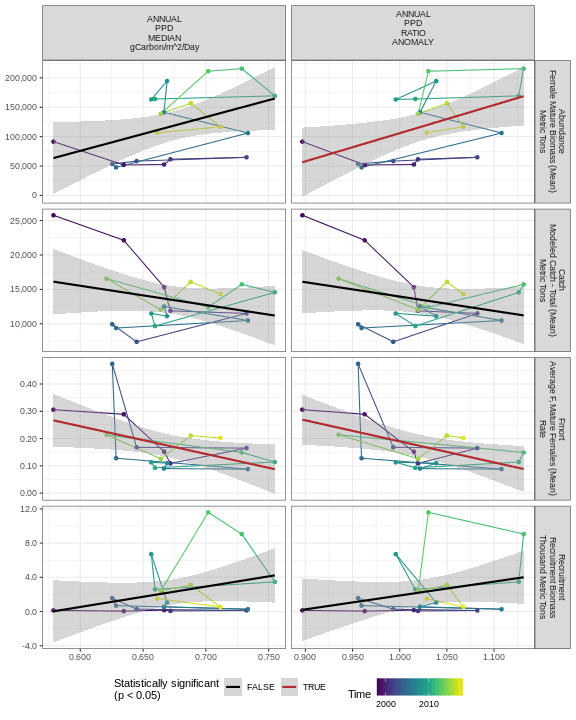 ANNUAL
PPD
MEDIAN
gCarbon/m^2/Day
ANNUAL
PPD
RATIO
ANOMALY
200,000
150,000
100,000
50,000
0
Abundance
Female Mature Biomass (Mean)
Metric Tons
25,000
20,000
15,000
10,000
Catch
Modeled Catch - Total (Mean)
Metric Tons
0.40
0.30
0.20
0.10
0.00
Fmort
Average F, Mature Females (Mean)
Rate
12.0
8.0
4.0
0.0
-4.0
Recruitment
Recruitment Biomass
Thousand Metric Tons
0.600
0.650
0.700
0.750
0.900
0.950
1.000
1.050
1.100
Statistically significant
(p < 0.05)
FALSE
TRUE
Time
2000
2010